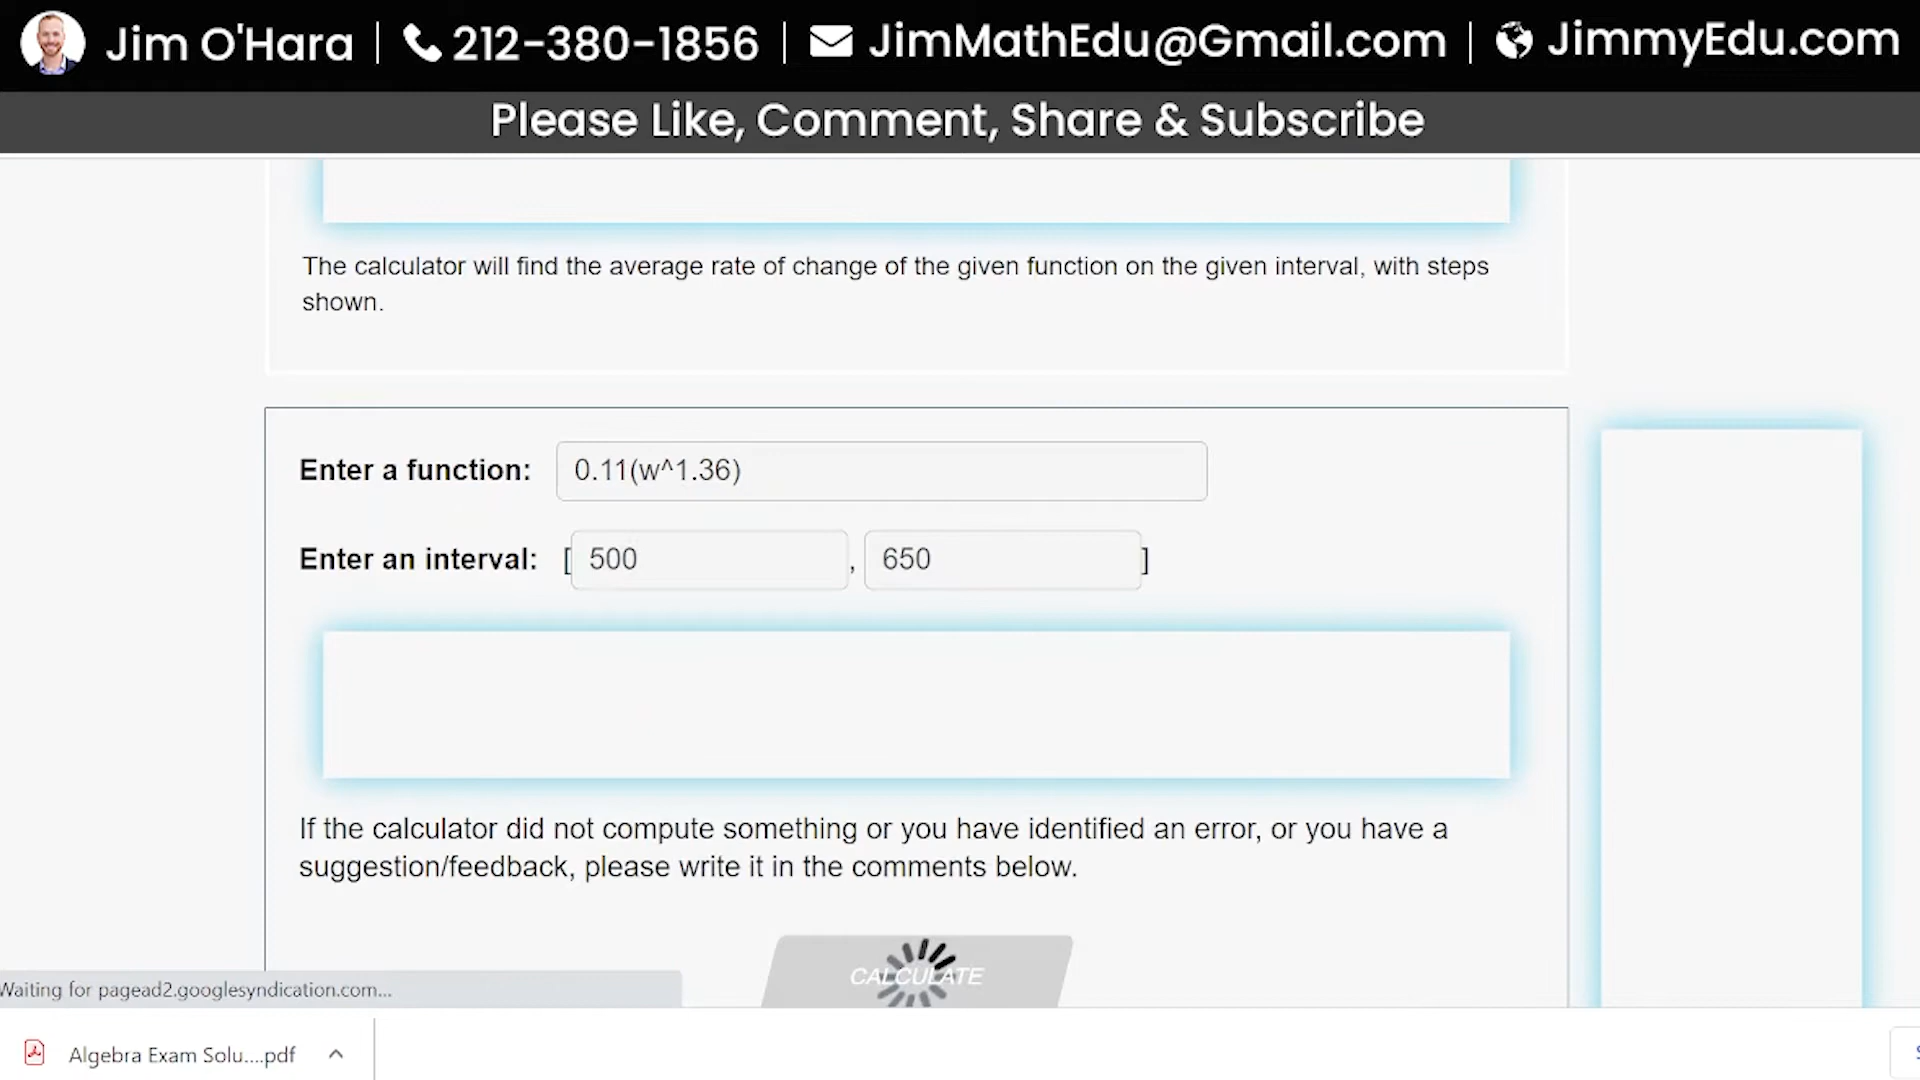 Jim O'Hara | 212-380-1856 | JimMathEdu@Gmail.com | JimmyEdu.com
Please Like, Comment, Share & Subscribe
The calculator will find the average rate of change of the given function on the given interval, with steps
shown.
Enter a function: 0.11(w^1.36)
Enter an interval: [ 500 , 650 ]
If the calculator did not compute something or you have identified an error, or you have a
suggestion/feedback, please write it in the comments below.
CALCULATE
Waiting for pagead2.googlesyndication.com...
Algebra Exam Solu....pdf